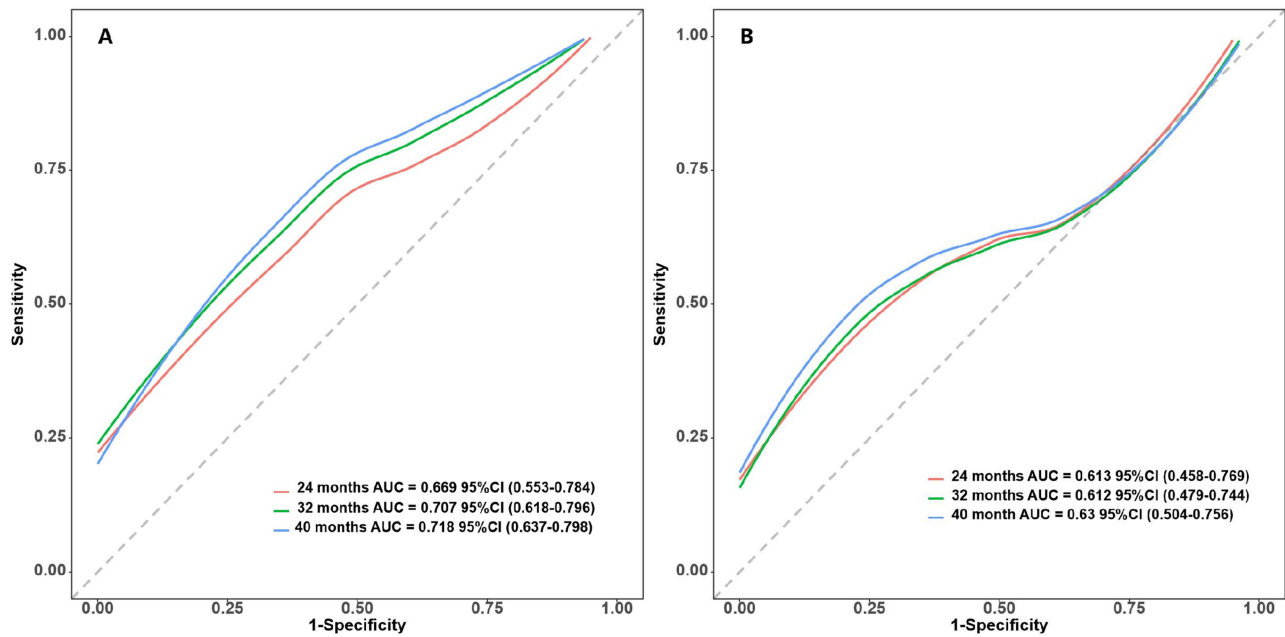 A
1.00
0.75
0.50
0.25
0.00
Sensitivity
24 months AUC = 0.669 95%CI (0.553-0.784)
32 months AUC = 0.707 95%CI (0.618-0.796)
40 months AUC = 0.718 95%CI (0.637-0.798)
0.00 0.25 0.50 0.75 1.00
1-Specificity
B
1.00
0.75
0.50
0.25
0.00
Sensitivity
24 months AUC = 0.613 95%CI (0.458-0.769)
32 months AUC = 0.612 95%CI (0.479-0.744)
40 month AUC = 0.63 95%CI (0.504-0.756)
0.00 0.25 0.50 0.75 1.00
1-Specificity